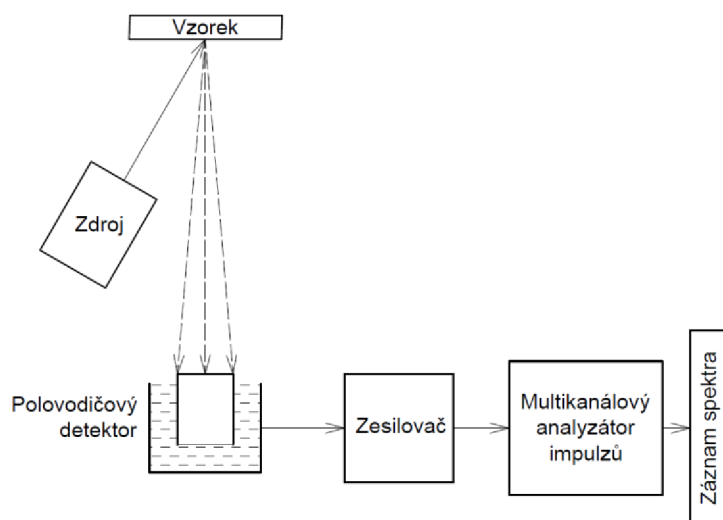 Vzorek
Zdroj
Polovodičový
detektor
Zesilovač
Multikanálový
analyzátor
impulzů
Záznam spektra